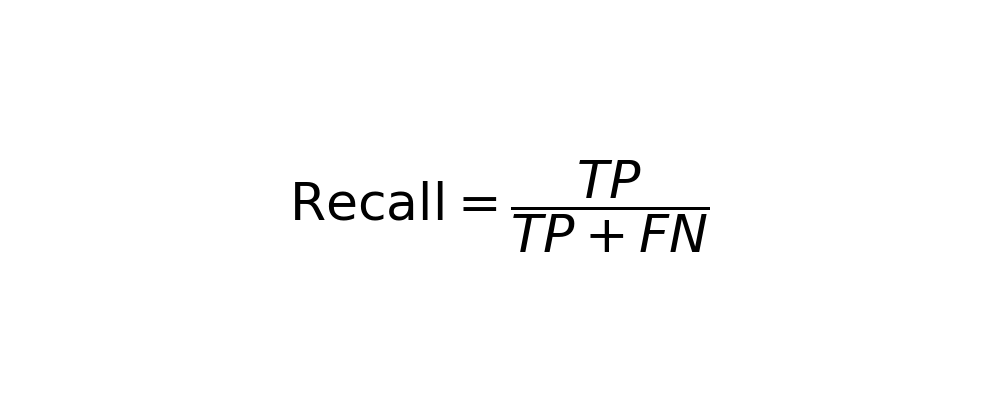 Recall = TP / TP + FN